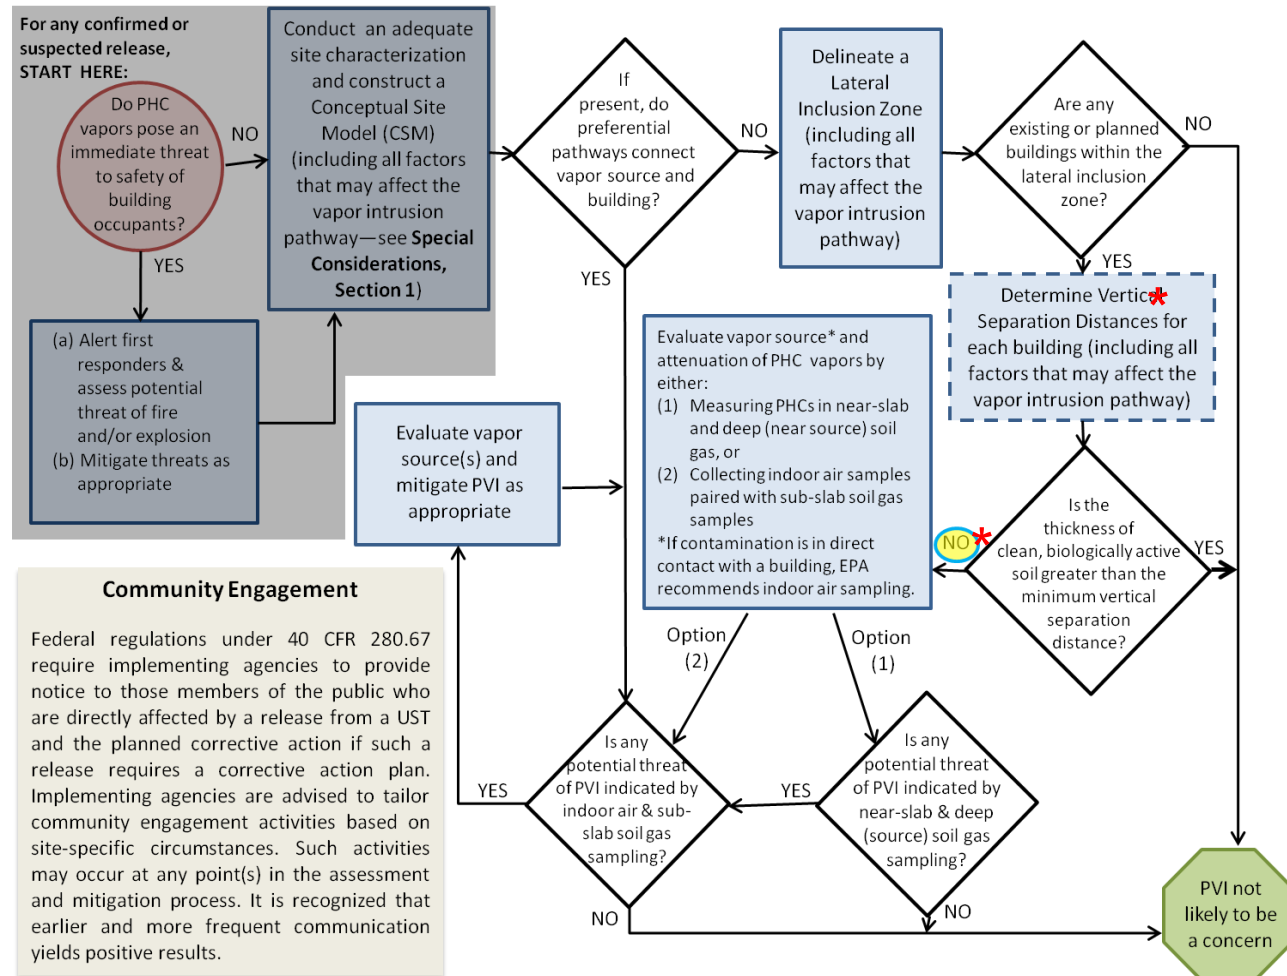 For any confirmed or
suspected release,
START HERE:
Do PHC
vapors pose an
immediate threat
to safety of
building
occupants?
NO
YES
(a) Alert first
responders &
assess potential
threat of fire
and/or explosion
(b) Mitigate threats as
appropriate
Conduct an adequate
site characterization
and construct a
Conceptual Site
Model (CSM)
(including all factors
that may affect the
vapor intrusion
pathway—see Special
Considerations,
Section 1)
If
present, do
preferential
pathways connect
vapor source and
building?
NO
YES
Delineate a
Lateral
Inclusion Zone
(including all
factors that
may affect the
vapor intrusion
pathway)
Are any
existing or planned
buildings within the
lateral inclusion
zone?
NO
YES
Determine Vertical
Separation Distances for
each building (including all
factors that may affect the
vapor intrusion pathway)
*
Is the
thickness of
clean, biologically active
soil greater than the
minimum vertical
separation
distance?
YES
NO
*
Evaluate vapor source* and
attenuation of PHC vapors by
either:
(1) Measuring PHCs in near-slab
and deep (near source) soil
gas, or
(2) Collecting indoor air samples
paired with sub-slab soil gas
samples
*If contamination is in direct
contact with a building, EPA
recommends indoor air sampling.
Option
(2)
Option
(1)
Evaluate vapor
source(s) and
mitigate PVI as
appropriate
Is any
potential threat
of PVI indicated by
indoor air & sub-
slab soil gas
sampling?
YES
NO
Is any
potential threat
of PVI indicated by
near-slab & deep
(source) soil gas
sampling?
YES
NO
PVI not
likely to be
a concern
Community Engagement
Federal regulations under 40 CFR 280.67
require implementing agencies to provide
notice to those members of the public who
are directly affected by a release from a UST
and the planned corrective action if such a
release requires a corrective action plan.
Implementing agencies are advised to tailor
community engagement activities based on
site-specific circumstances. Such activities
may occur at any point(s) in the assessment
and mitigation process. It is recognized that
earlier and more frequent communication
yields positive results.